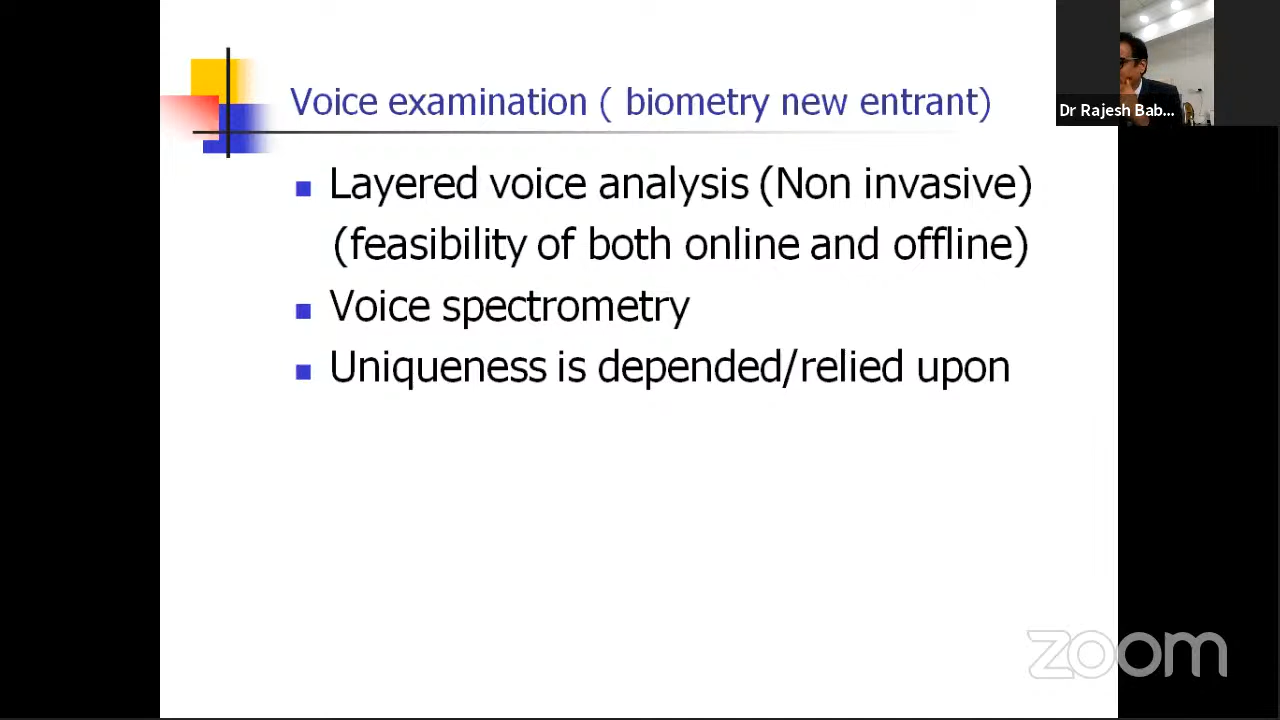 Voice examination ( biometry new entrant)
Layered voice analysis (Non invasive)
(feasibility of both online and offline)
Voice spectrometry
Uniqueness is depended/relied upon
Dr Rajesh Bab...
zoom